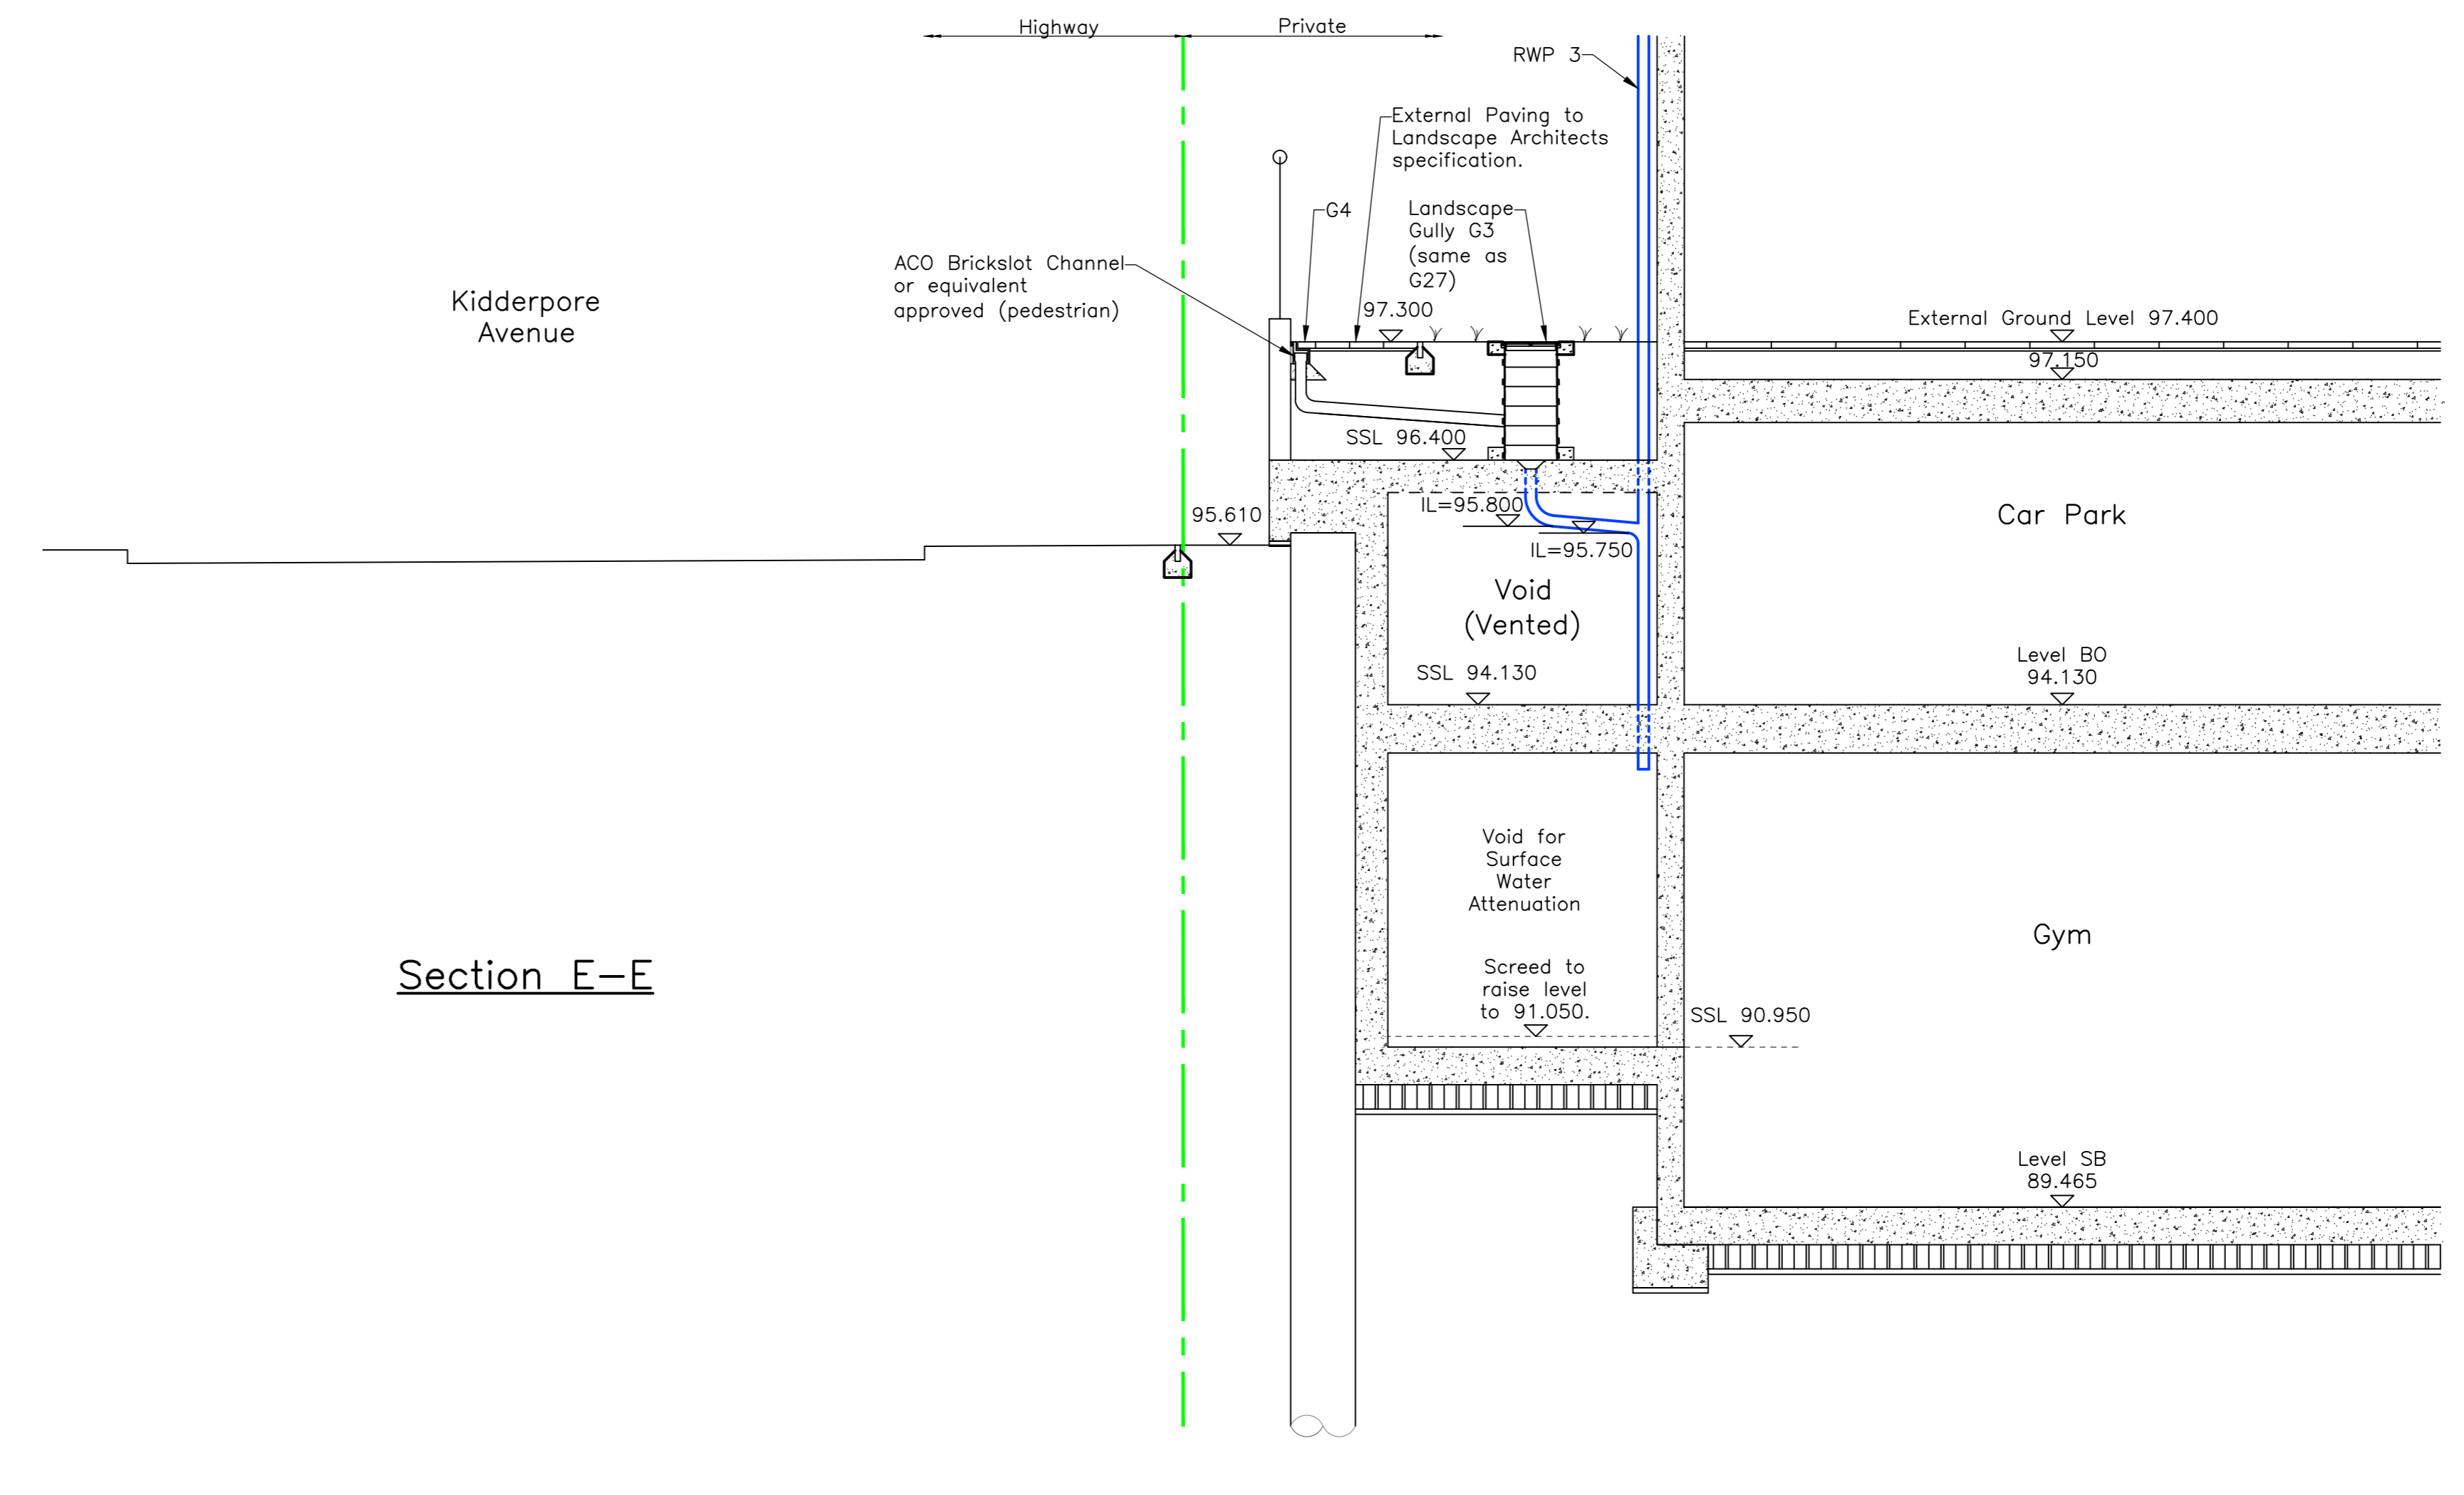 Highway
Private
RWP 3
External Paving to
Landscape Architects
specification.
G4
Landscape
Gully G3
(same as
G27)
ACO Brickslot Channel
or equivalent
approved (pedestrian)
Kidderpore
Avenue
97.300
External Ground Level 97.400
97.150
SSL 96.400
95.610
IL=95.800
IL=95.750
Car Park
Void
(Vented)
SSL 94.130
Level B0
94.130
Void for
Surface
Water
Attenuation
Gym
Section E-E
Screed to
raise level
to 91.050.
SSL 90.950
Level SB
89.465